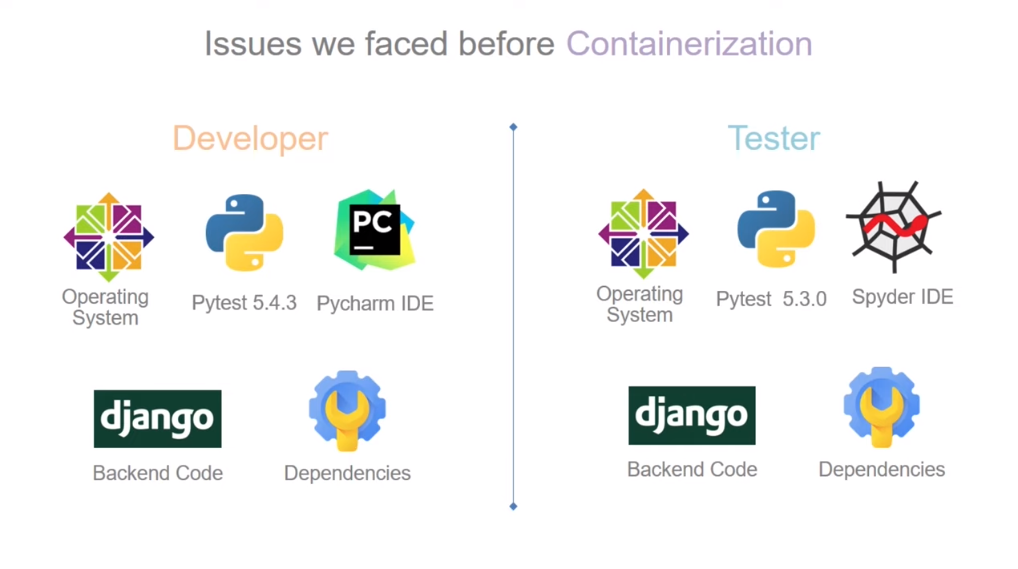 Issues we faced before Containerization
Developer
PC
Operating
System
Pytest 5.4.3
Pycharm IDE
django
Backend Code
Dependencies
Tester
Operating
System
Pytest 5.3.0
Spyder IDE
django
Backend Code
Dependencies